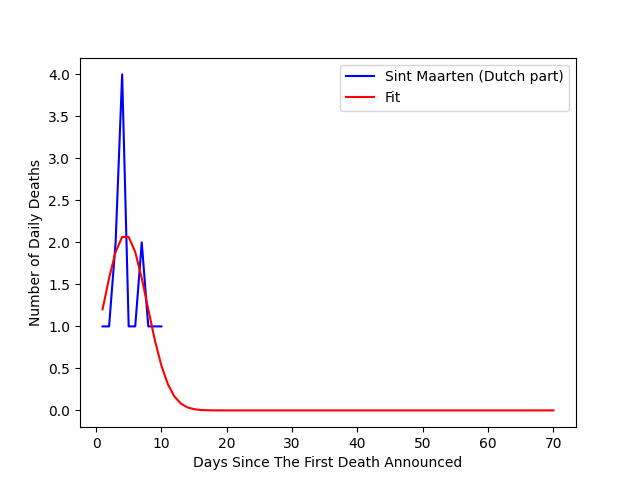 Sint Maarten (Dutch part)
Fit
4.0
3.5
3.0
2.5
2.0
1.5
1.0
0.5
0.0
Number of Daily Deaths
0 10 20 30 40 50 60 70
Days Since The First Death Announced